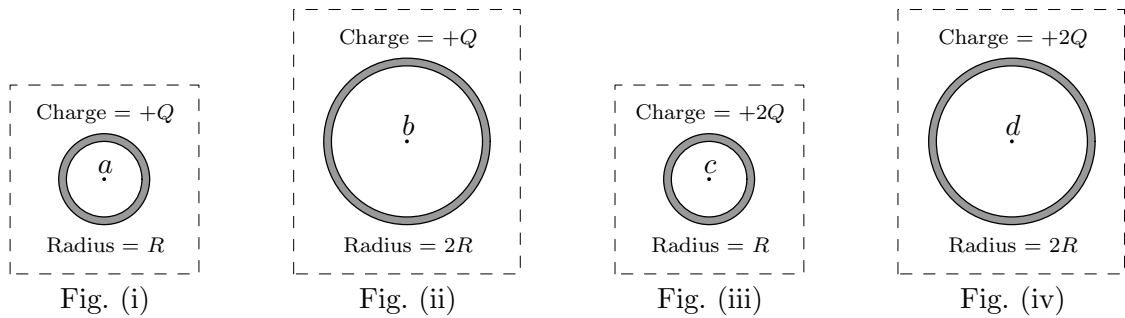 Charge = +Q
a
Radius = R
Fig. (i)
Charge = +Q
b
Radius = 2R
Fig. (ii)
Charge = +2Q
c
Radius = R
Fig. (iii)
Charge = +2Q
d
Radius = 2R
Fig. (iv)